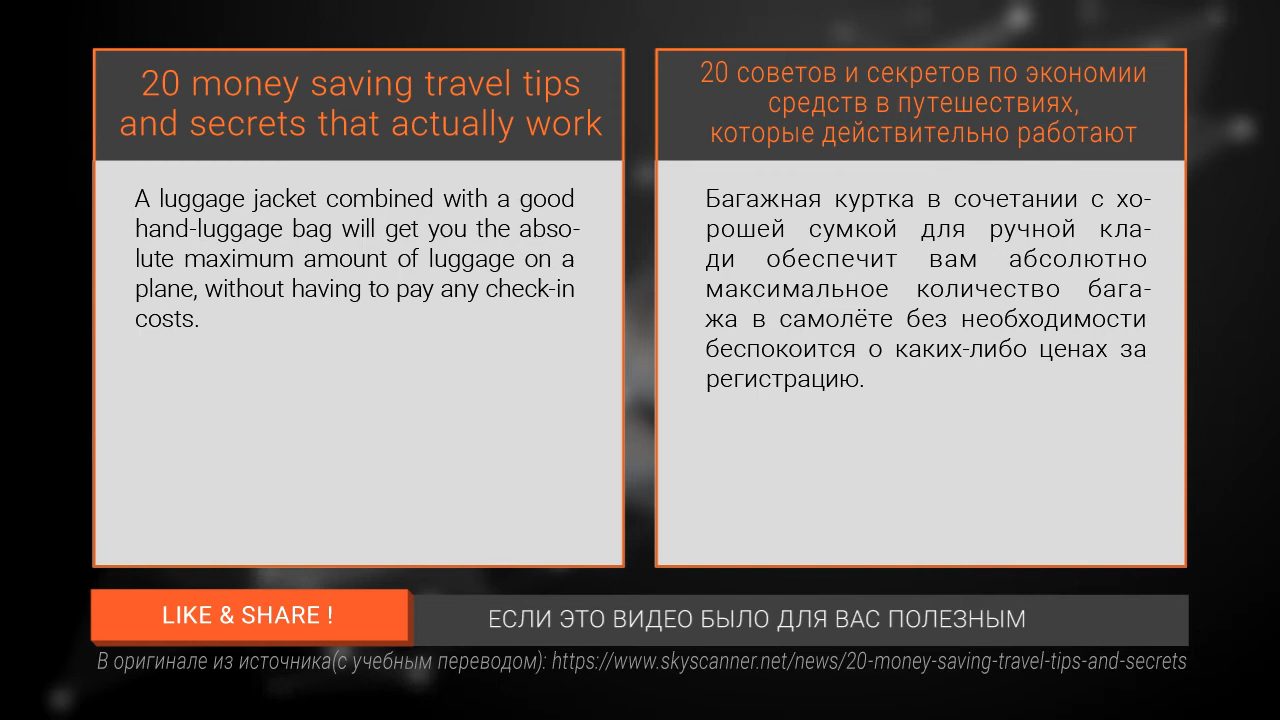 20 money saving travel tips
and secrets that actually work
A luggage jacket combined with a good
hand-luggage bag will get you the abso-
lute maximum amount of luggage on a
plane, without having to pay any check-in
costs.
20 советов и секретов по экономии
средств в путешествиях,
которые действительно работают
Багажная куртка в сочетании с хо-
рошей сумкой для ручной кла-
ди обеспечит вам абсолютно
максимальное количество бага-
жа в самолёте без необходимости
беспокоится о каких-либо ценах за
регистрацию.
LIKE & SHARE !
ЕСЛИ ЭТО ВИДЕО БЫЛО ДЛЯ ВАС ПОЛЕЗНЫМ
В оригинале из источника(с учебным переводом): https://www.skyscanner.net/news/20-money-saving-travel-tips-and-secrets